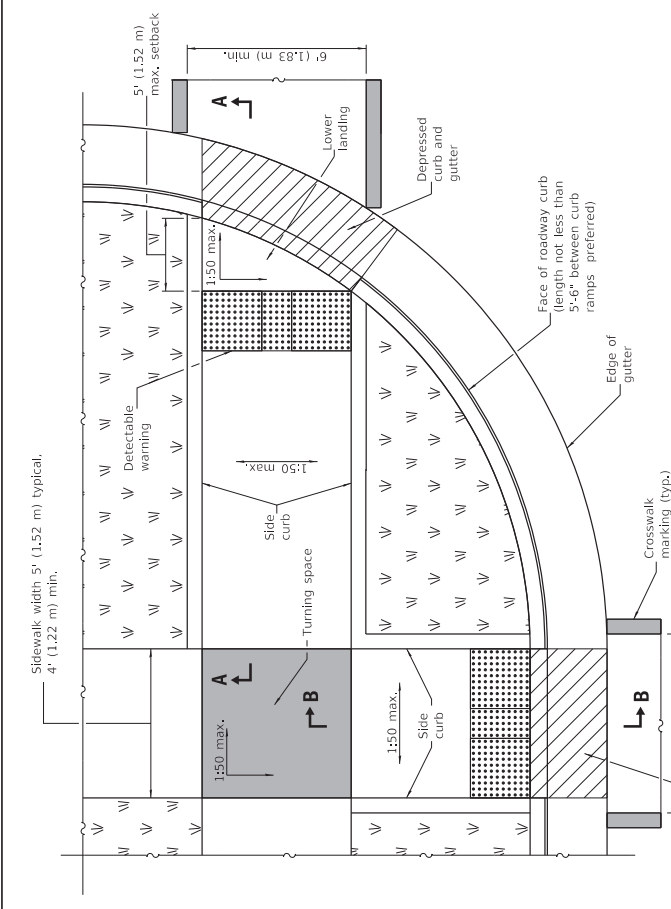 Sidewalk width 5' (1.52 m) typical,
4' (1.22 m) min.
5' (1.52 m)
max. setback
6' (1.83 m) min.
A
Lower
landing
1:50 max.
Depressed
curb and
gutter
Detectable
warning
1:50 max.
Side
curb
Face of roadway curb
(length not less than
5'-6" between curb
ramps preferred)
Edge of
gutter
Turning space
A
1:50 max.
B
1:50 max.
Side
curb
B
Crosswalk
marking (typ.)